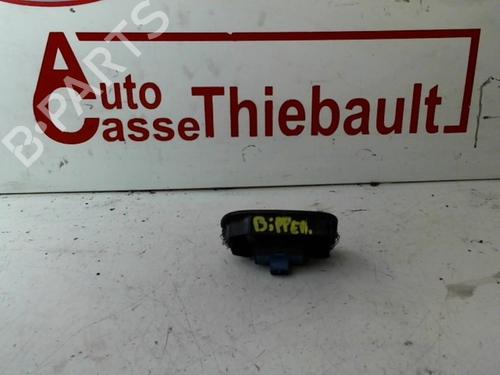 B-PARTS
Auto
Casse Thiebault
BiPPER.